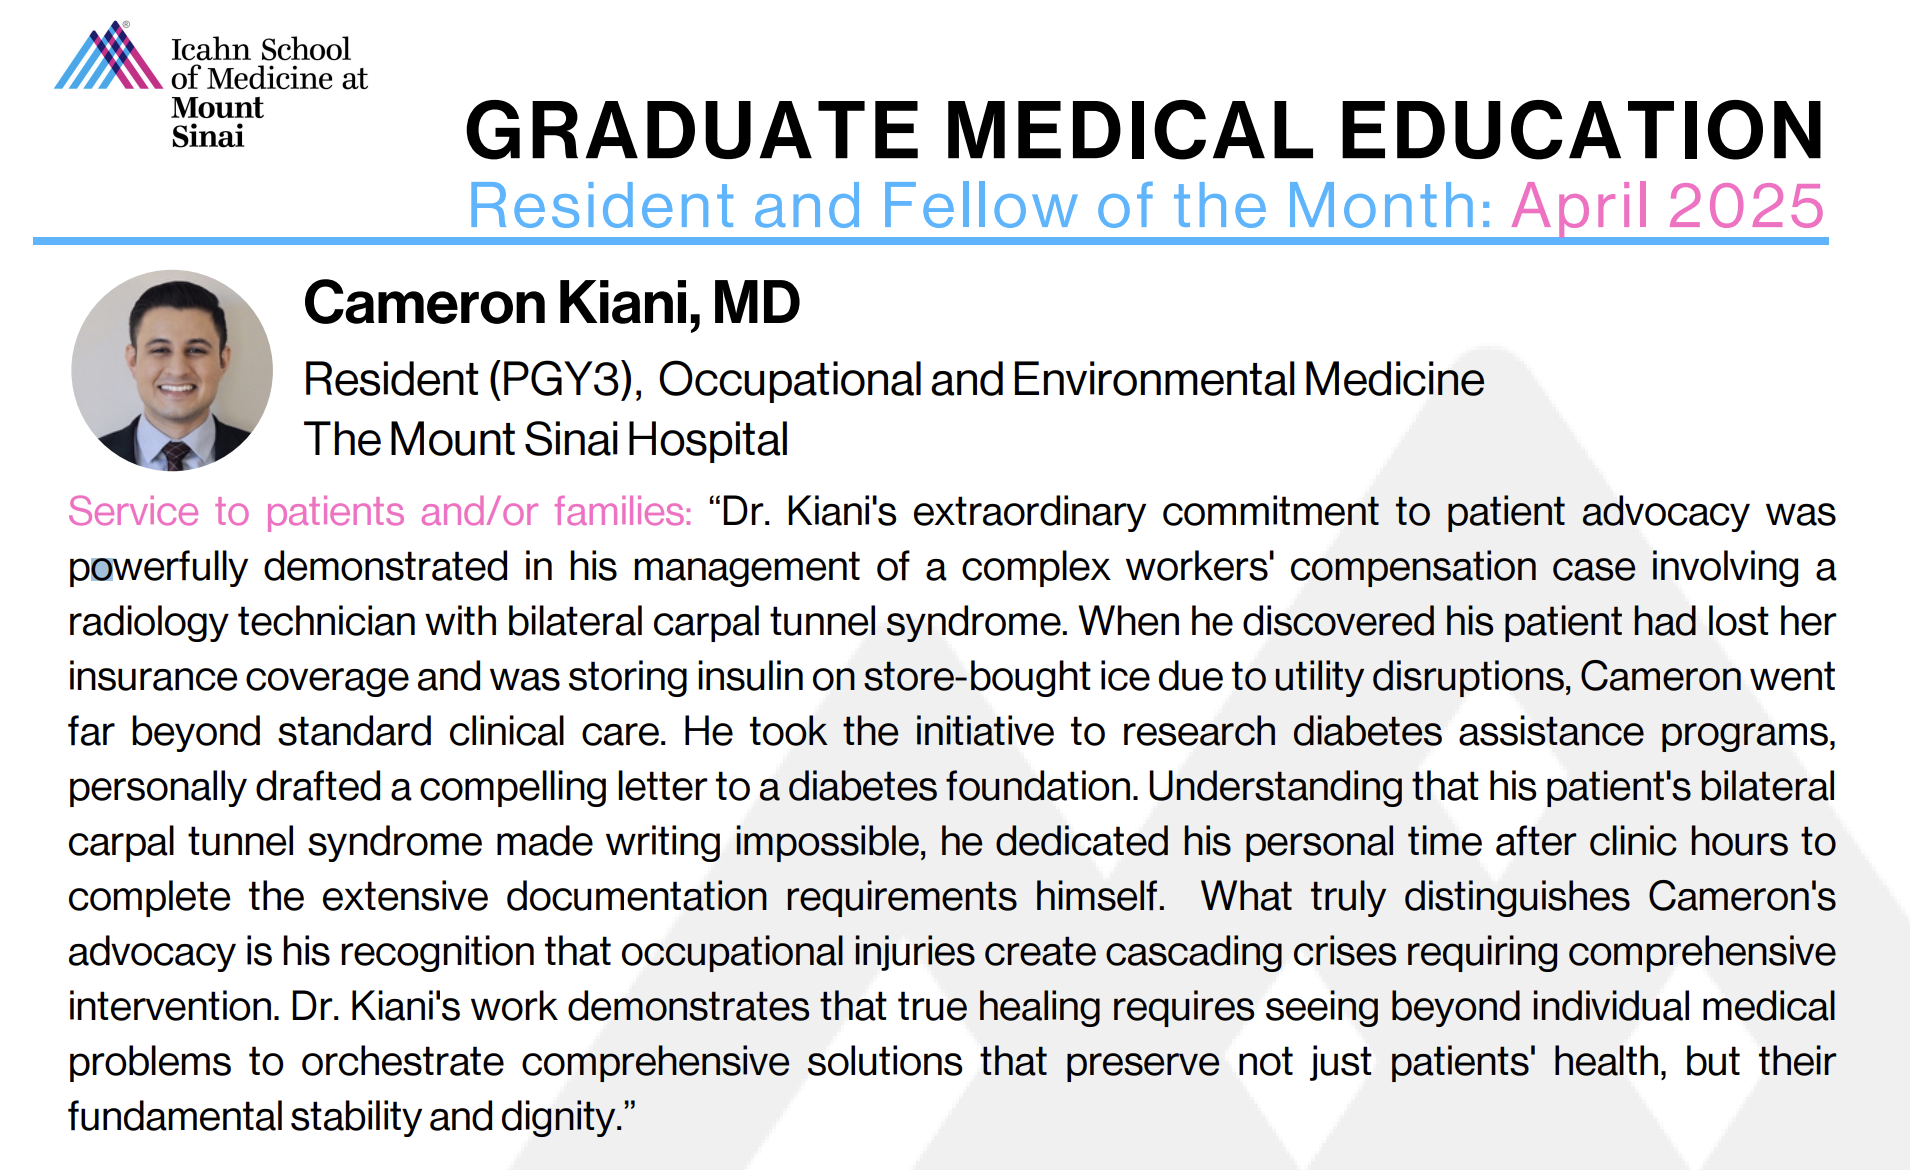 Icahn School
of Medicine at
Mount
Sinai
®
GRADUATE MEDICAL EDUCATION
Resident and Fellow of the Month: April 2025
Cameron Kiani, MD
Resident (PGY3), Occupational and Environmental Medicine
The Mount Sinai Hospital
Service to patients and/or families: “Dr. Kiani's extraordinary commitment to patient advocacy was
powerfully demonstrated in his management of a complex workers' compensation case involving a
radiology technician with bilateral carpal tunnel syndrome. When he discovered his patient had lost her
insurance coverage and was storing insulin on store-bought ice due to utility disruptions, Cameron went
far beyond standard clinical care. He took the initiative to research diabetes assistance programs,
personally drafted a compelling letter to a diabetes foundation. Understanding that his patient's bilateral
carpal tunnel syndrome made writing impossible, he dedicated his personal time after clinic hours to
complete the extensive documentation requirements himself.  What truly distinguishes Cameron's
advocacy is his recognition that occupational injuries create cascading crises requiring comprehensive
intervention. Dr. Kiani's work demonstrates that true healing requires seeing beyond individual medical
problems to orchestrate comprehensive solutions that preserve not just patients' health, but their
fundamental stability and dignity.”